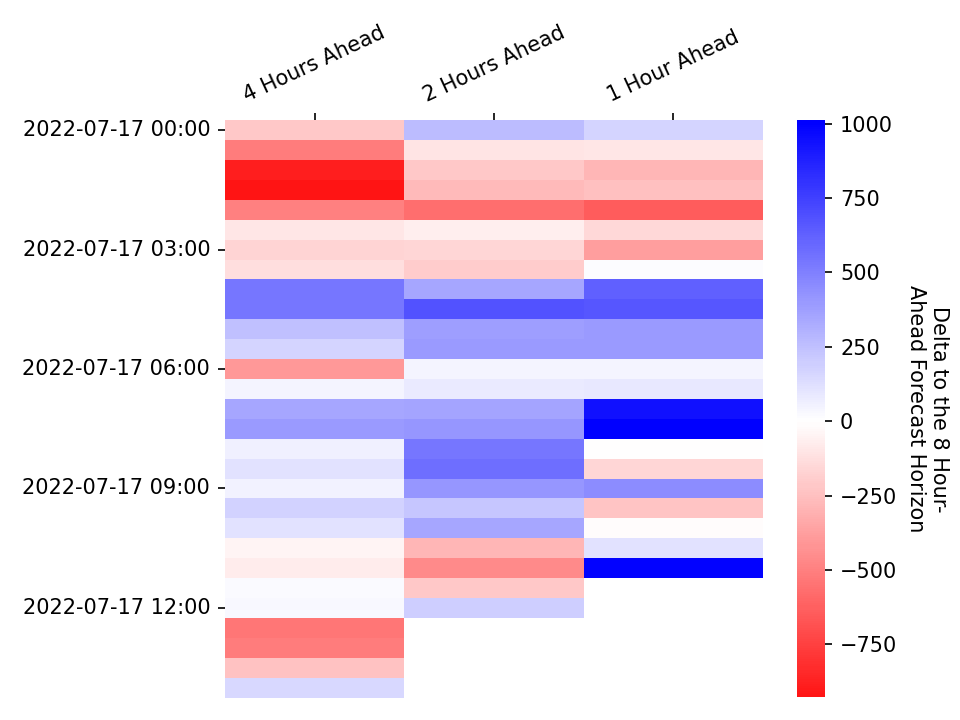 4 Hours Ahead
2 Hours Ahead
1 Hour Ahead
2022-07-17 00:00
2022-07-17 03:00
2022-07-17 06:00
2022-07-17 09:00
2022-07-17 12:00
1000
750
500
250
0
−250
−500
−750
Delta to the 8 Hour-
Ahead Forecast Horizon